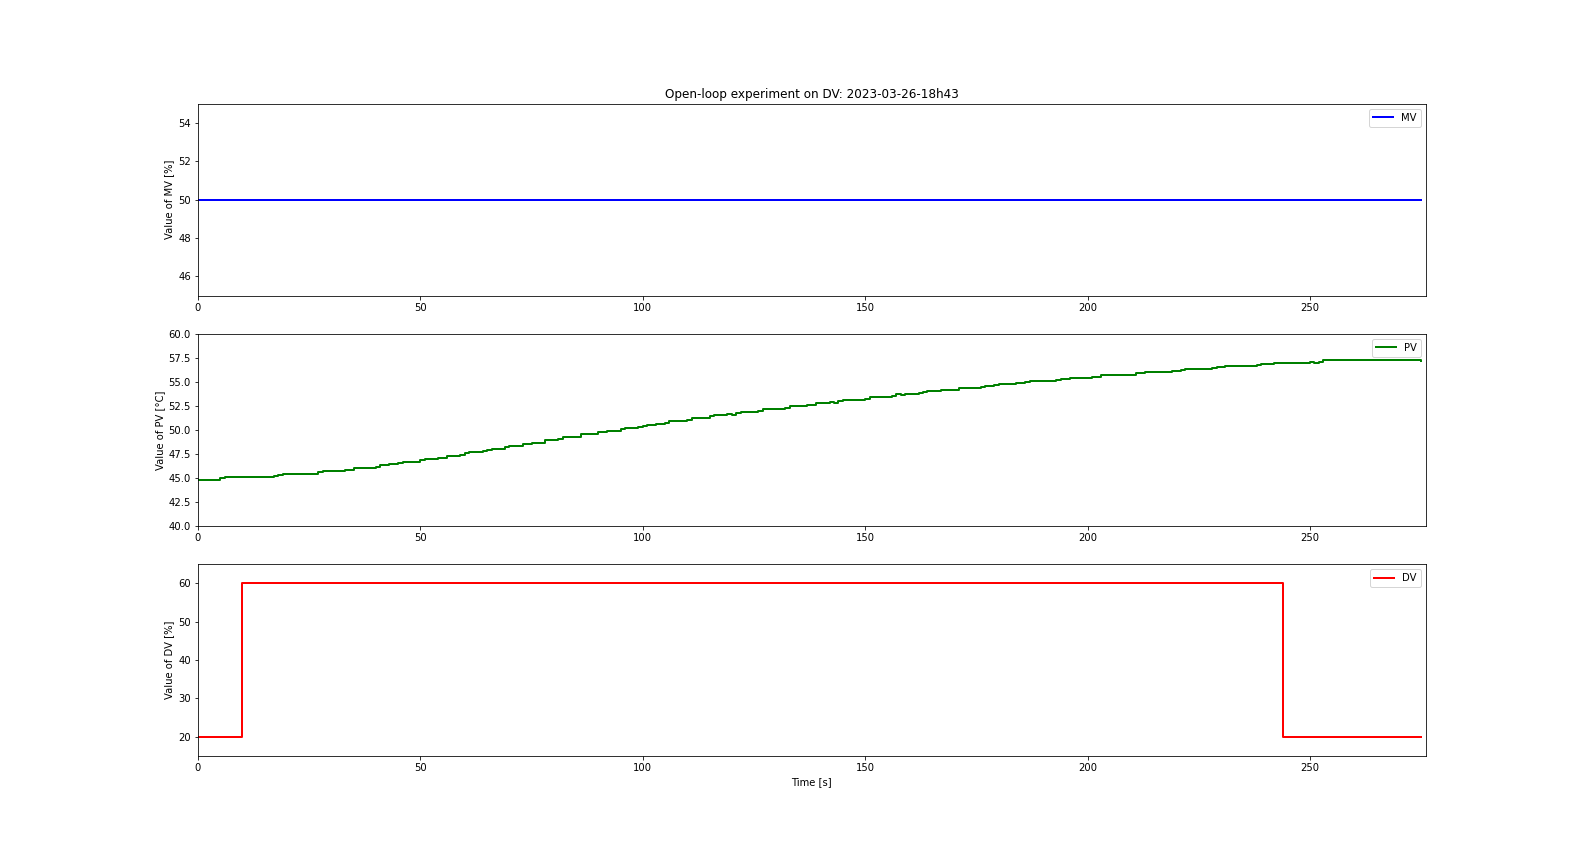 Open-loop experiment on DV: 2023-03-26-18h43
MV
Value of MV [%]
54
52
50
48
46
0 50 100 150 200 250
PV
Value of PV [°C]
60.0
57.5
55.0
52.5
50.0
47.5
45.0
42.5
40.0
0 50 100 150 200 250
DV
Value of DV [%]
60
50
40
30
20
0 50 100 150 200 250
Time [s]